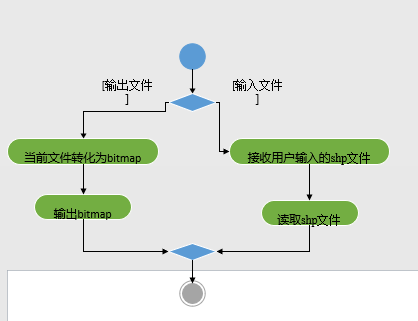 [输出文件
]
[输入文件
]
当前文件转化为bitmap
接收用户输入的shp文件
输出bitmap
读取shp文件